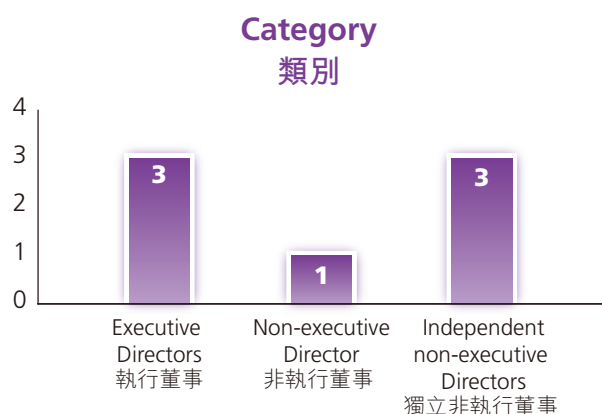 Category
類別
4
3
2
1
0
3
1
3
Executive
Directors
執行董事
Non-executive
Director
非執行董事
Independent
non-executive
Directors
獨立非執行董事